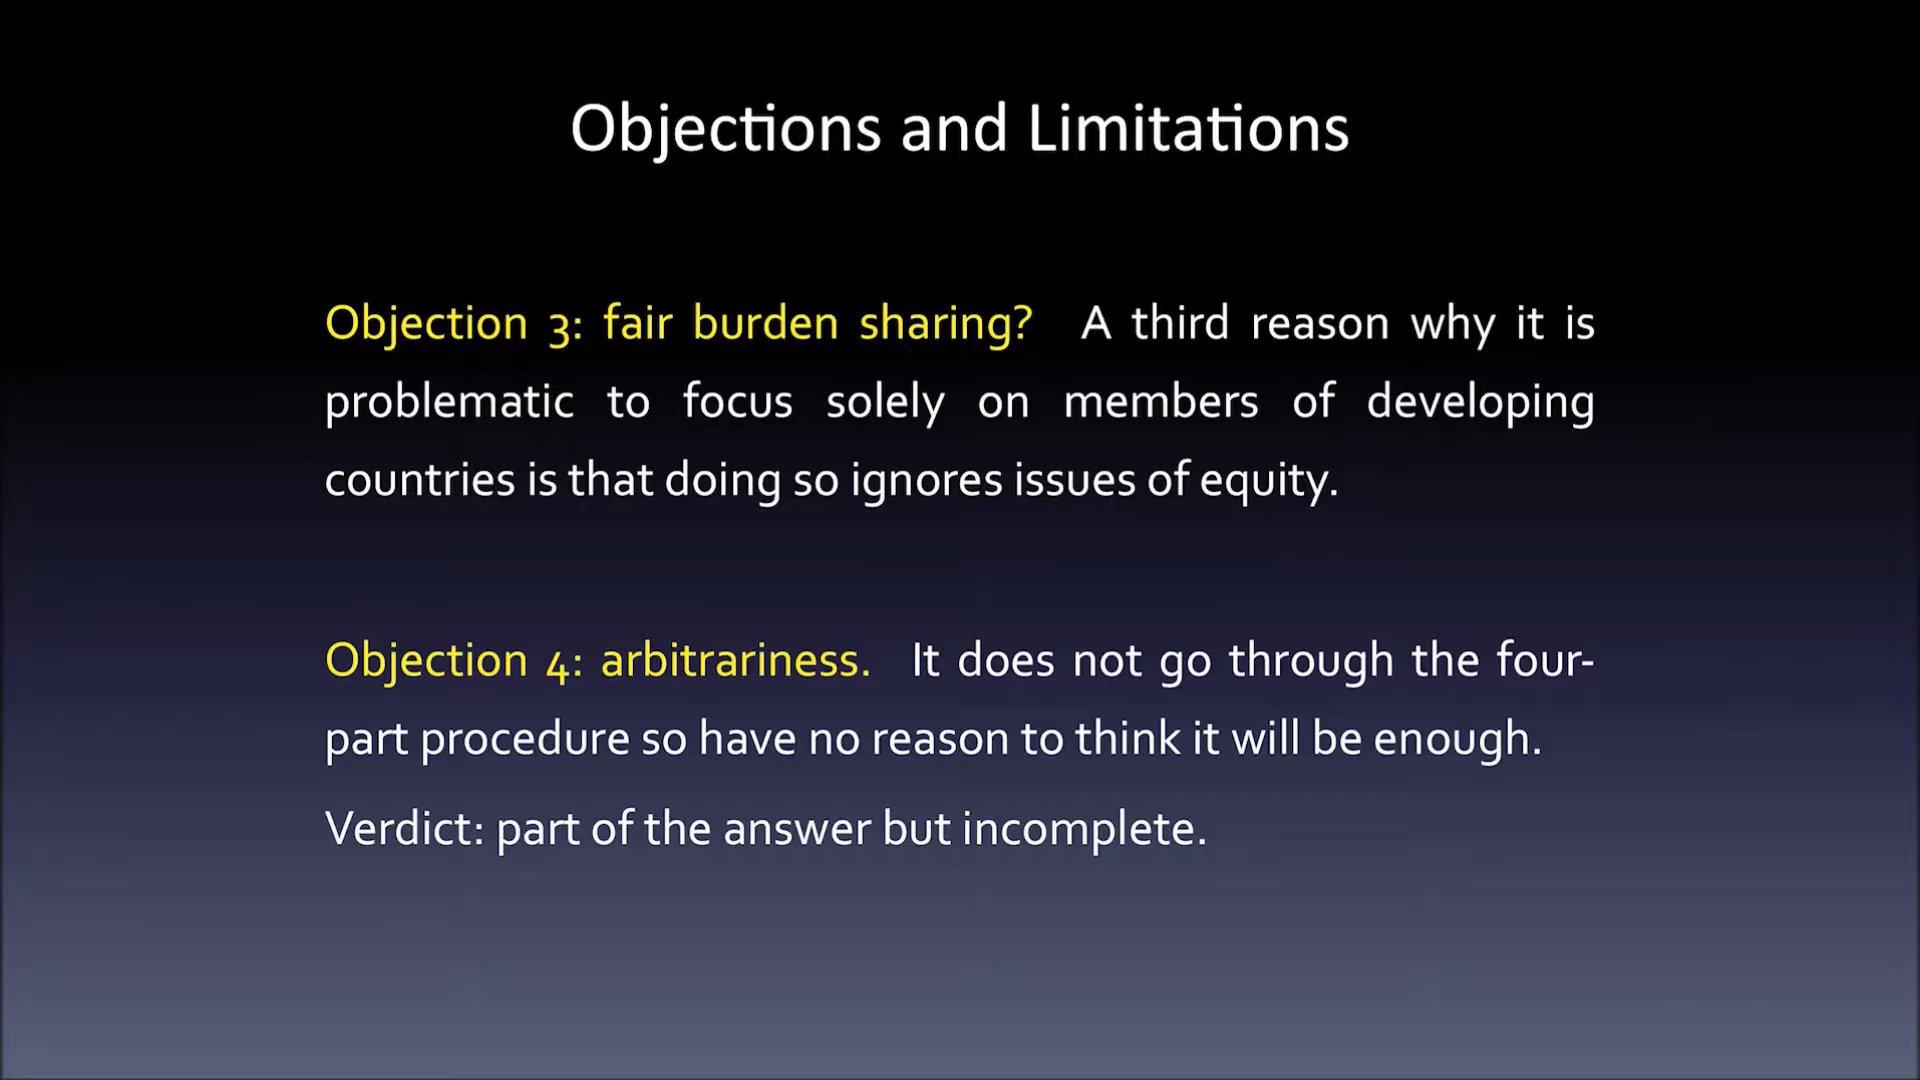 Objections and Limitations
Objection 3: fair burden sharing? A third reason why it is
problematic to focus solely on members of developing
countries is that doing so ignores issues of equity.
Objection 4: arbitrariness. It does not go through the four-
part procedure so have no reason to think it will be enough.
Verdict: part of the answer but incomplete.